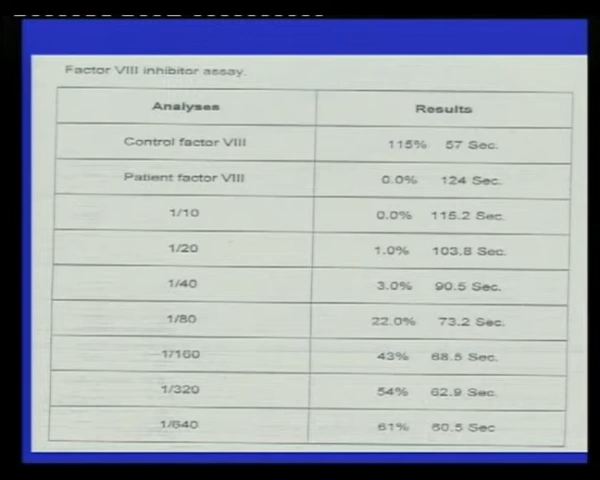 Factor VIII inhibitor assay.
Analyses Results
Control factor VIII 115% 57 Sec.
Patient factor VIII 0.0% 124 Sec.
1/10 0.0% 115.2 Sec.
1/20 1.0% 103.8 Sec.
1/40 3.0% 90.5 Sec.
1/80 22.0% 73.2 Sec.
1/160 43% 68.5 Sec.
1/320 54% 62.9 Sec.
1/640 61% 60.5 Sec